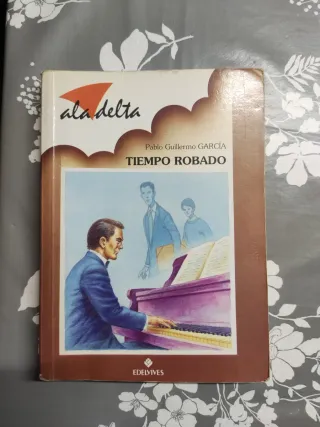 ala delta
Pablo Guillermo GARCÍA
TIEMPO ROBADO
EDELVIVES